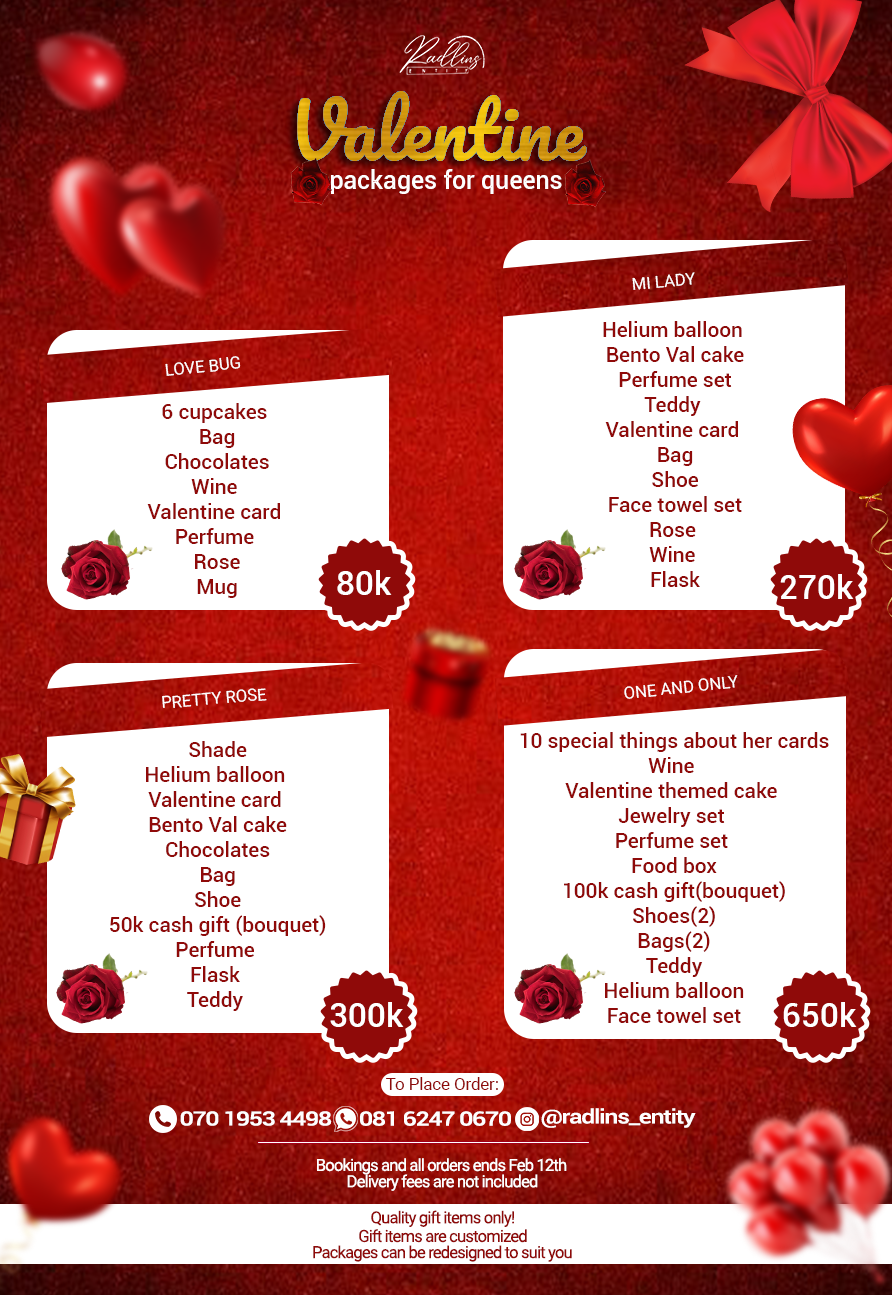 Radlins
ENTITY
Valentine
packages for queens
LOVE BUG
6 cupcakes
Bag
Chocolates
Wine
Valentine card
Perfume
Rose
Mug
80k
MI LADY
Helium balloon
Bento Val cake
Perfume set
Teddy
Valentine card
Bag
Shoe
Face towel set
Rose
Wine
Flask
270k
PRETTY ROSE
Shade
Helium balloon
Valentine card
Bento Val cake
Chocolates
Bag
Shoe
50k cash gift (bouquet)
Perfume
Flask
Teddy
300k
ONE AND ONLY
10 special things about her cards
Wine
Valentine themed cake
Jewelry set
Perfume set
Food box
100k cash gift(bouquet)
Shoes(2)
Bags(2)
Teddy
Helium balloon
Face towel set
650k
To Place Order:
070 1953 4498 081 6247 0670 @radlins_entity
Bookings and all orders ends Feb 12th
Delivery fees are not included
Quality gift items only!
Gift items are customized
Packages can be redesigned to suit you